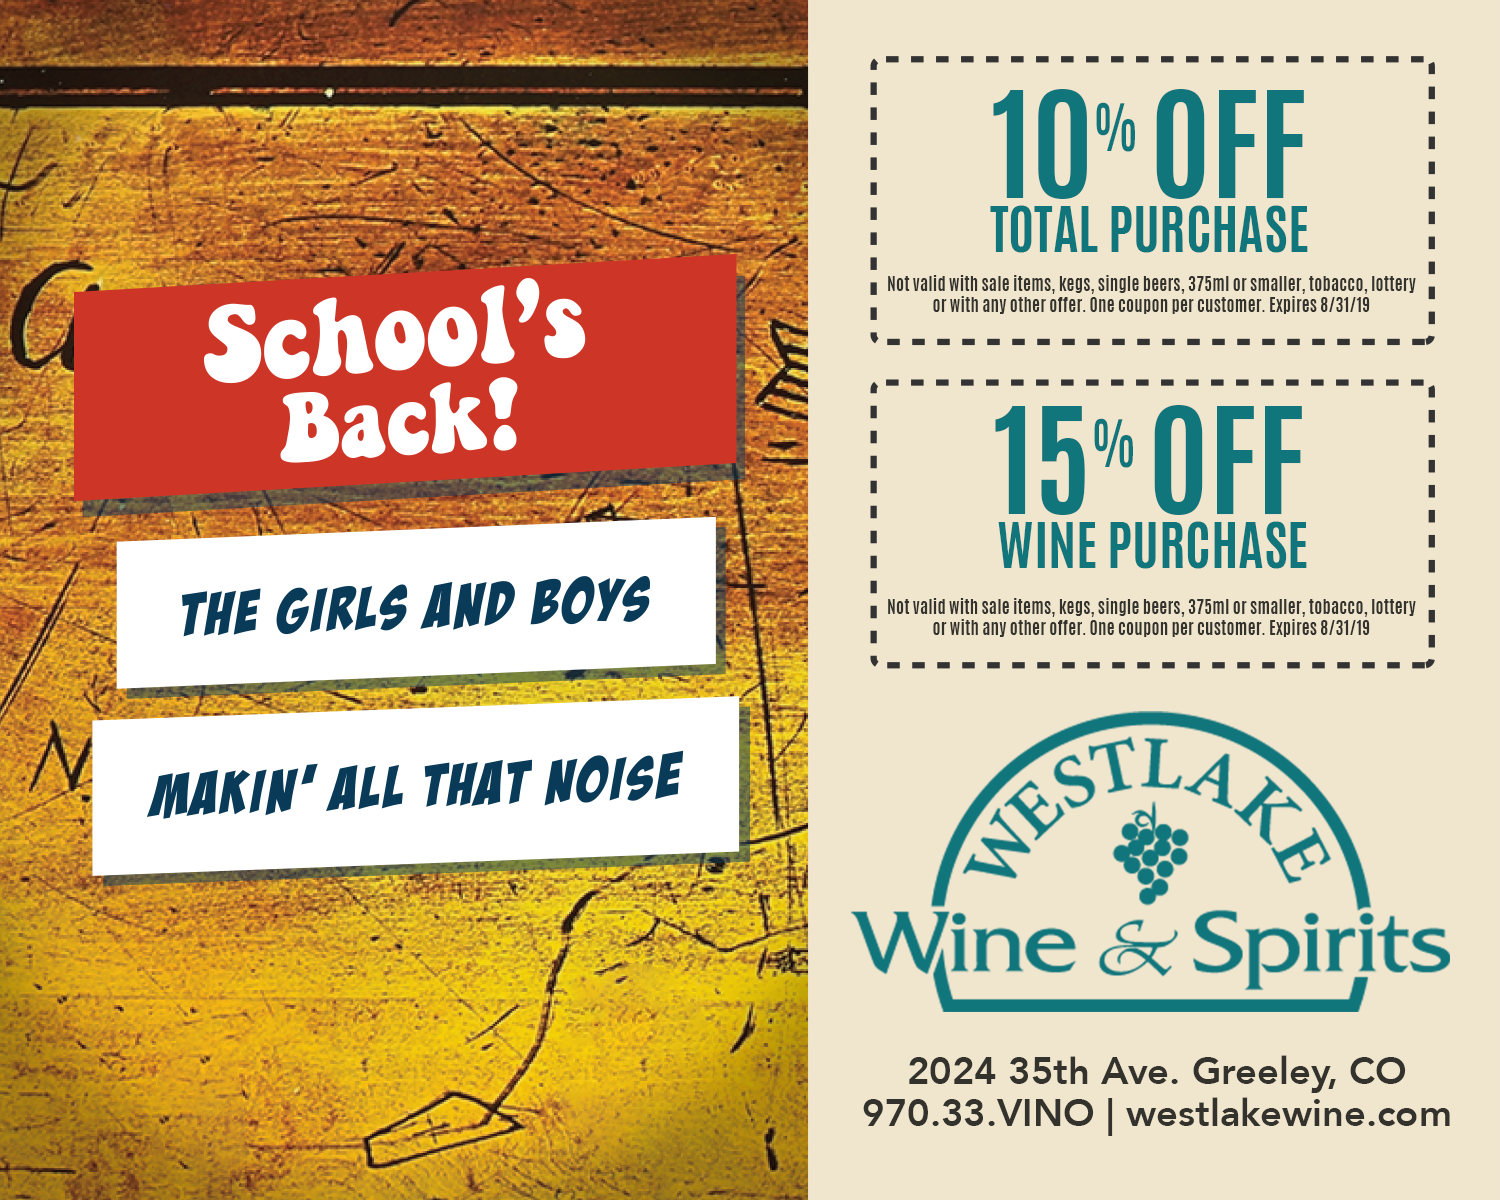 School's
Back!
THE GIRLS AND BOYS
MAKIN' ALL THAT NOISE
10% OFF
TOTAL PURCHASE
Not valid with sale items, kegs, single beers, 375ml or smaller, tobacco, lottery
or with any other offer. One coupon per customer. Expires 8/31/19
15% OFF
WINE PURCHASE
Not valid with sale items, kegs, single beers, 375ml or smaller, tobacco, lottery
or with any other offer. One coupon per customer. Expires 8/31/19
WESTLAKE
Wine & Spirits
2024 35th Ave. Greeley, CO
970.33.VINO | westlakewine.com